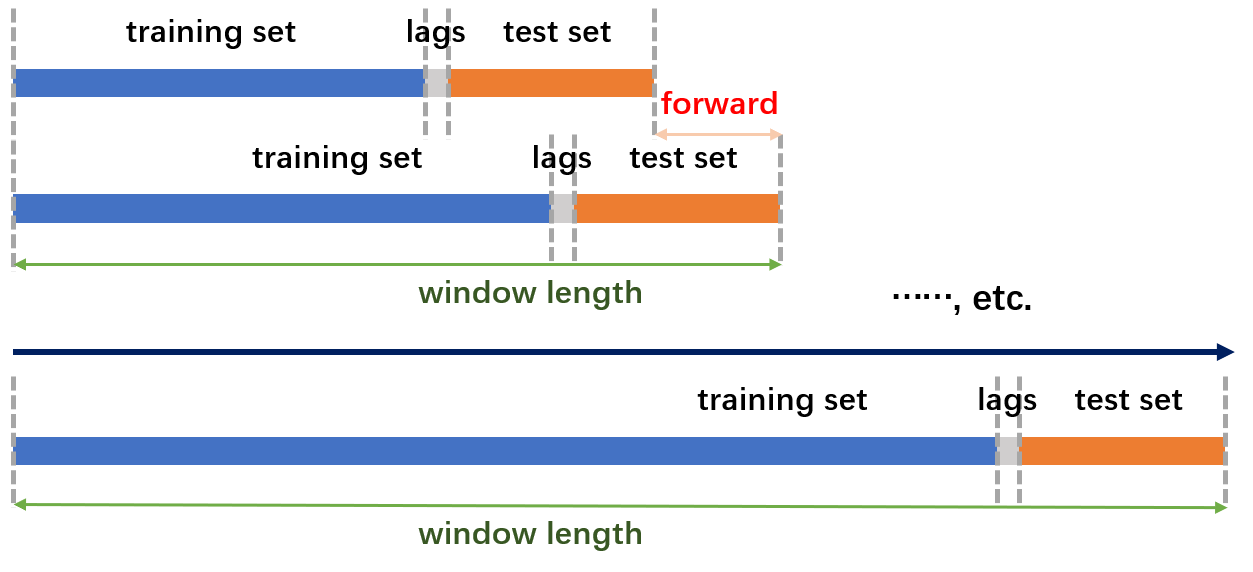 training set lags test set
forward
training set lags test set
window length
……, etc.
training set lags test set
window length